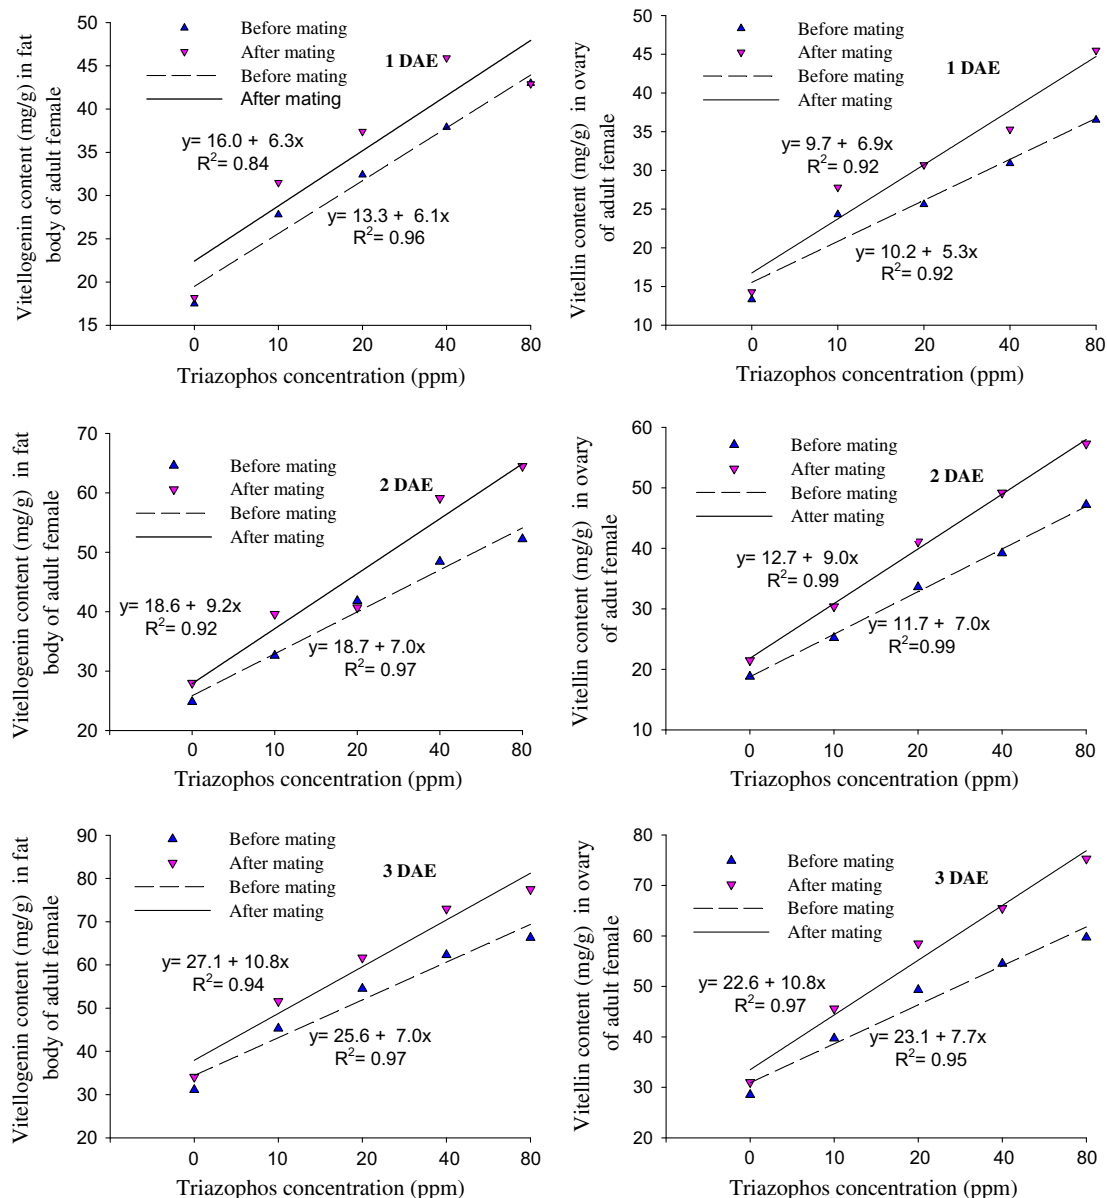 Vitellogenin content (mg/g) in fat
body of adult female
50
45
40
35
30
25
20
15
Before mating
After mating
Before mating
After mating
1 DAE
y= 16.0 + 6.3x
R²= 0.84
y= 13.3 + 6.1x
R²= 0.96
0 10 20 40 80
Triazophos concentration (ppm)
Vitellin content (mg/g) in ovary
of adult female
50
45
40
35
30
25
20
15
10
Before mating
After mating
Before mating
After mating
1 DAE
y= 9.7 + 6.9x
R²= 0.92
y= 10.2 + 5.3x
R²= 0.92
0 10 20 40 80
Triazophos concentration (ppm)
Vitellogenin content (mg/g) in fat
body of adult female
70
60
50
40
30
20
Before mating
After mating
Before mating
After mating
2 DAE
y= 18.6 + 9.2x
R²= 0.92
y= 18.7 + 7.0x
R²= 0.97
0 10 20 40 80
Triazophos concentration (ppm)
Vitellin content (mg/g) in ovary
of adut female
60
50
40
30
20
10
Before mating
After mating
Before mating
Atter mating
2 DAE
y= 12.7 + 9.0x
R²= 0.99
y= 11.7 + 7.0x
R²=0.99
0 10 20 40 80
Triazophos concentration (ppm)
Vitellogenin content (mg/g) in fat
body of adult female
90
80
70
60
50
40
30
20
Before mating
After mating
Before mating
After mating
3 DAE
y= 27.1 + 10.8x
R²= 0.94
y= 25.6 + 7.0x
R²= 0.97
0 10 20 40 80
Triazophos concentration (ppm)
Vitellin content (mg/g) in ovary
of adult female
80
70
60
50
40
30
20
Before mating
After mating
Before mating
After mating
3 DAE
y= 22.6 + 10.8x
R²= 0.97
y= 23.1 + 7.7x
R²= 0.95
0 10 20 40 80
Triazophos concentration (ppm)